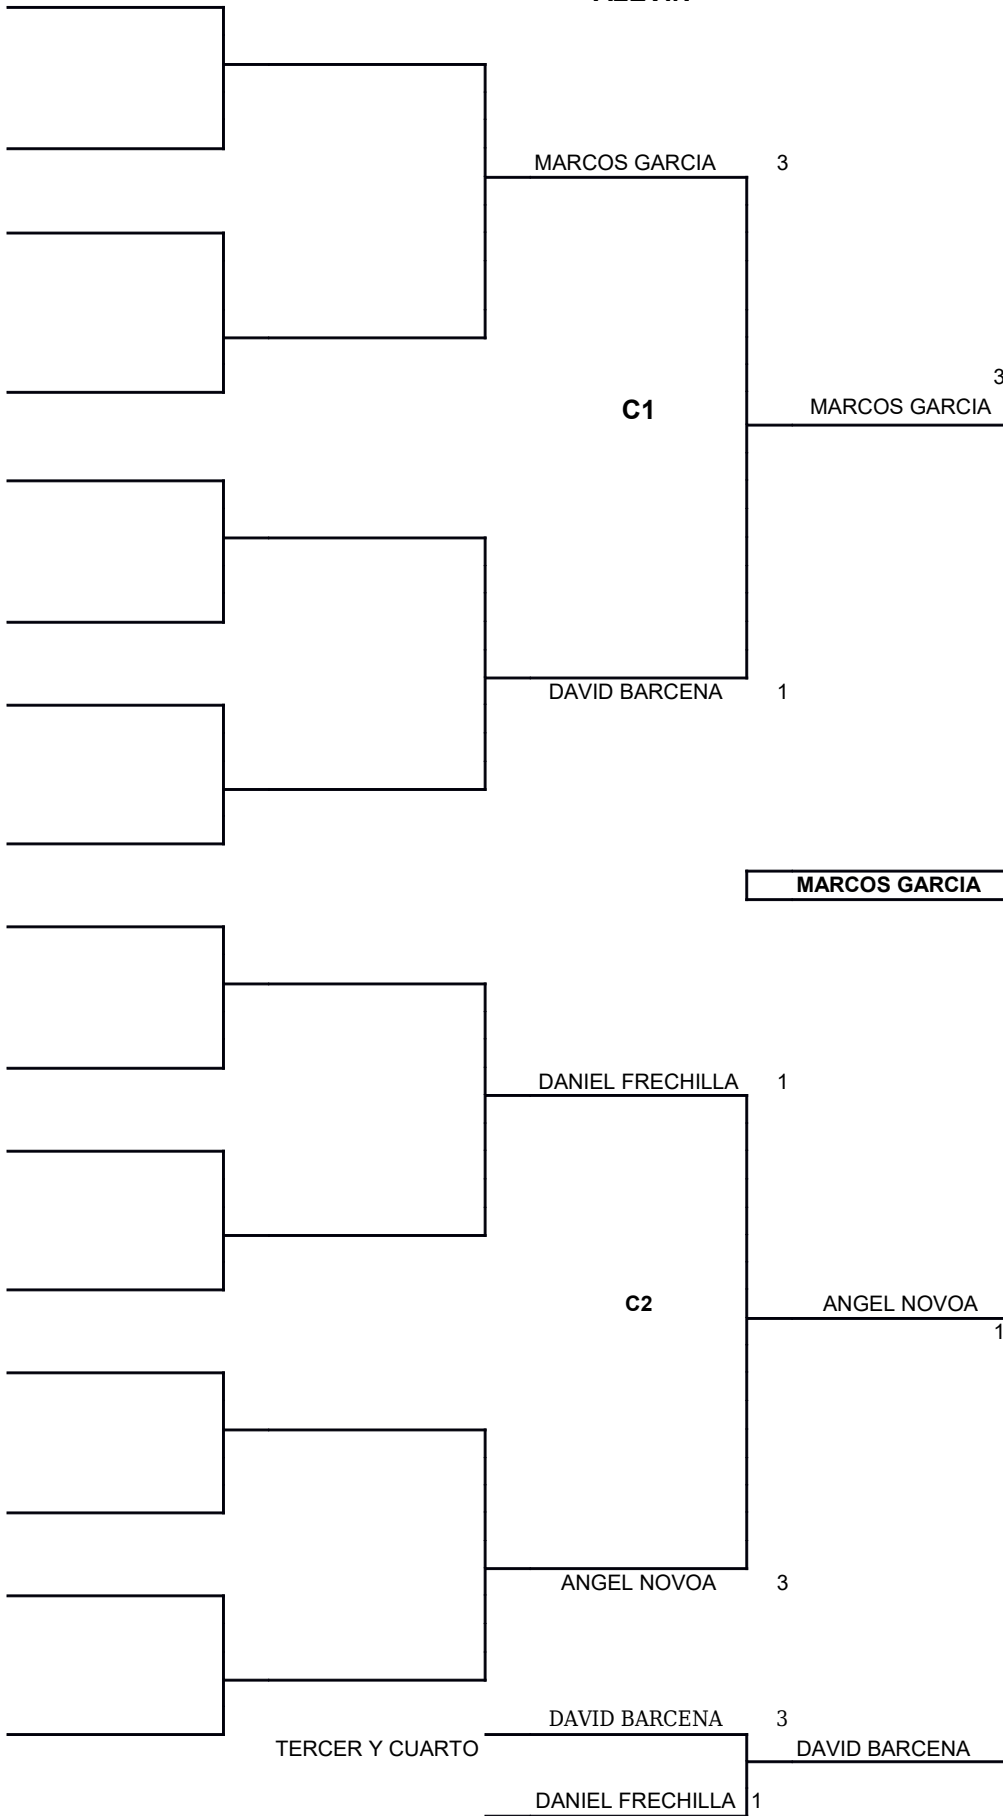 MARCOS GARCIA 3
3
C1
MARCOS GARCIA
DAVID BARCENA 1
MARCOS GARCIA
DANIEL FRECHILLA 1
C2
ANGEL NOVOA
1
ANGEL NOVOA 3
DAVID BARCENA 3
TERCER Y CUARTO
DAVID BARCENA
DANIEL FRECHILLA 1